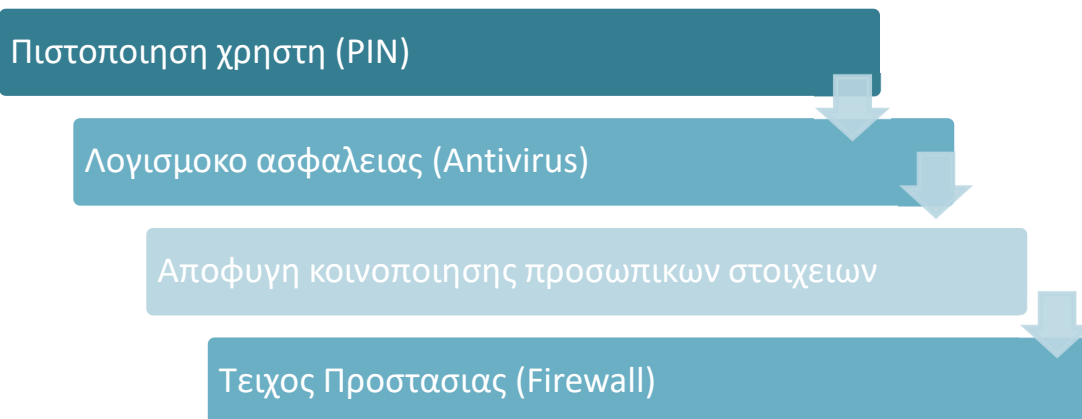 Πιστοποιηση χρηστη (PIN)
Λογισμοκο ασφαλειας (Antivirus)
Αποφυγη κοινοποιησης προσωπικων στοιχειων
Τειχος Προστασιας (Firewall)